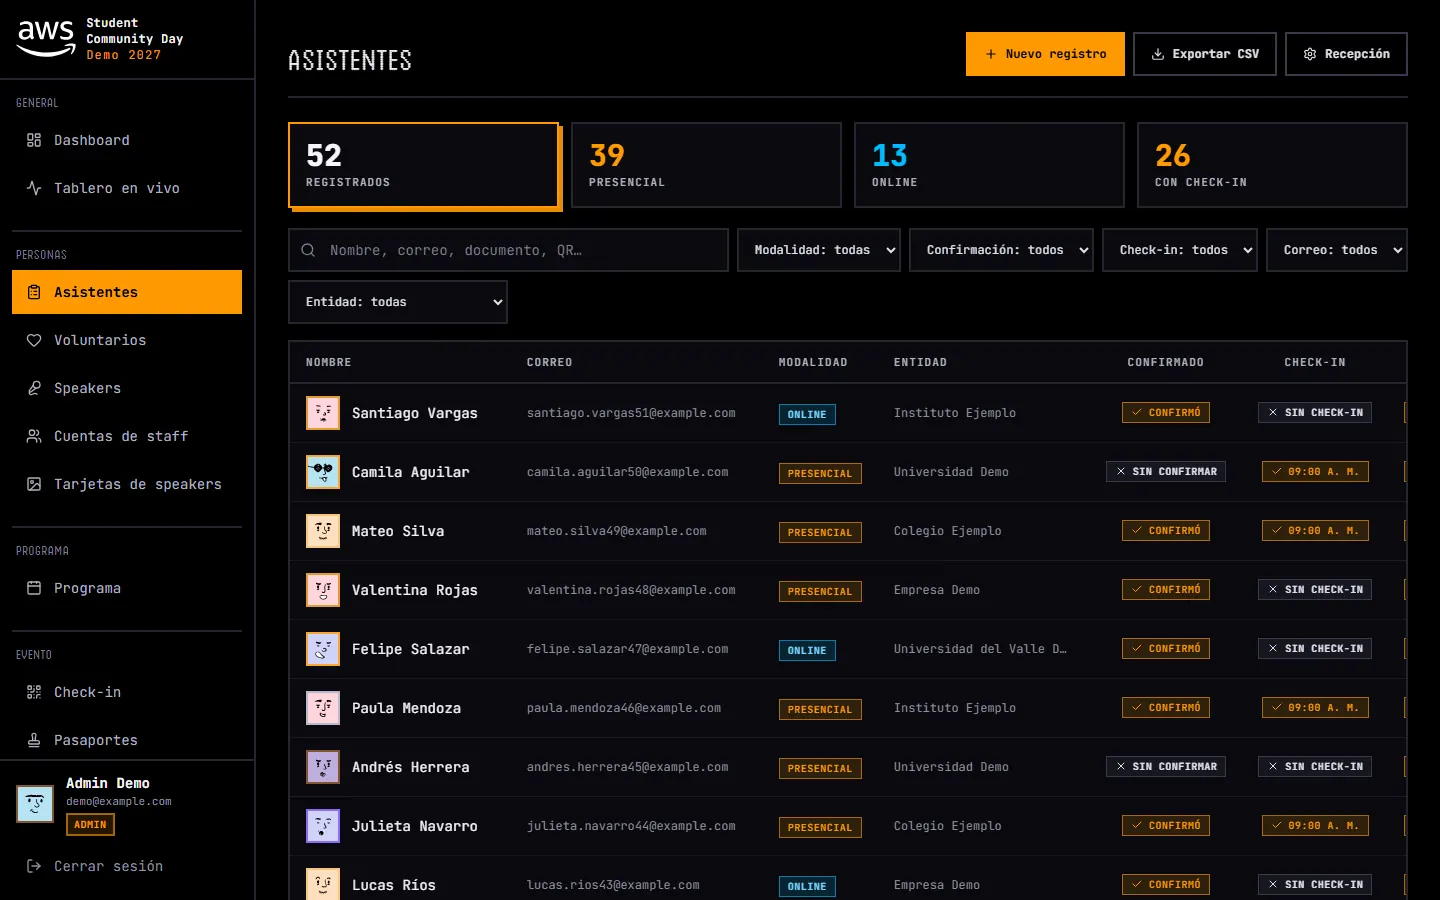 aws
Student
Community Day
Demo 2027
GENERAL
Dashboard
Tablero en vivo
PERSONAS
Asistentes
Voluntarios
Speakers
Cuentas de staff
Tarjetas de speakers
PROGRAMA
Programa
EVENTO
Check-in
Pasaportes
Admin Demo
demo@example.com
ADMIN
Cerrar sesión
ASISTENTES
+ Nuevo registro
Exportar CSV
Recepción
52
REGISTRADOS
39
PRESENCIAL
13
ONLINE
26
CON CHECK-IN
Nombre, correo, documento, QR…
Modalidad: todas
Confirmación: todos
Check-in: todos
Correo: todos
Entidad: todas
NOMBRE CORREO MODALIDAD ENTIDAD CONFIRMADO CHECK-IN
Santiago Vargas santiago.vargas51@example.com ONLINE Instituto Ejemplo CONFIRMÓ SIN CHECK-IN
Camila Aguilar camila.aguilar50@example.com PRESENCIAL Universidad Demo SIN CONFIRMAR 09:00 A. M.
Mateo Silva mateo.silva49@example.com PRESENCIAL Colegio Ejemplo CONFIRMÓ 09:00 A. M.
Valentina Rojas valentina.rojas48@example.com PRESENCIAL Empresa Demo CONFIRMÓ SIN CHECK-IN
Felipe Salazar felipe.salazar47@example.com ONLINE Universidad del Valle D… CONFIRMÓ SIN CHECK-IN
Paula Mendoza paula.mendoza46@example.com PRESENCIAL Instituto Ejemplo CONFIRMÓ 09:00 A. M.
Andrés Herrera andres.herrera45@example.com PRESENCIAL Universidad Demo SIN CONFIRMAR SIN CHECK-IN
Julieta Navarro julieta.navarro44@example.com PRESENCIAL Colegio Ejemplo CONFIRMÓ 09:00 A. M.
Lucas Ríos lucas.rios43@example.com ONLINE Empresa Demo CONFIRMÓ SIN CHECK-IN